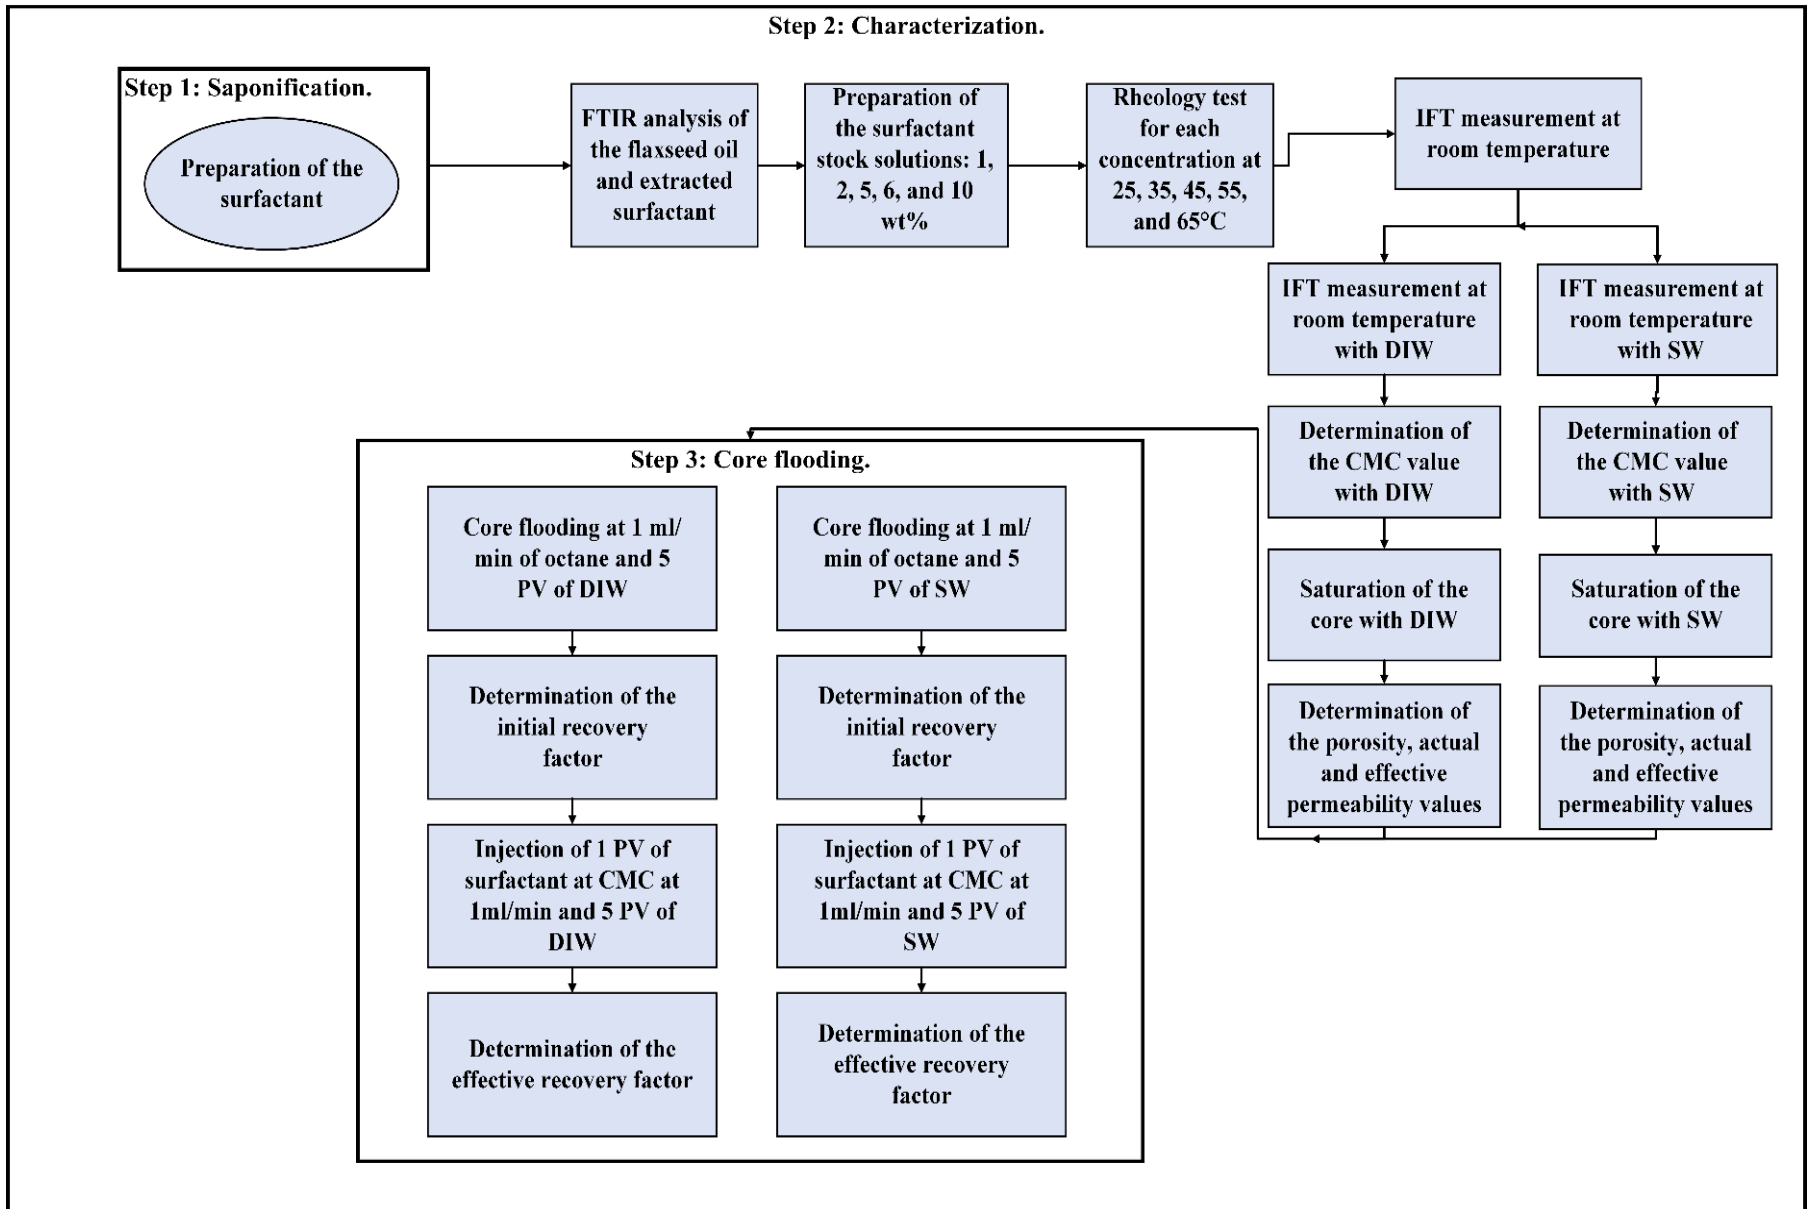 Step 2: Characterization.
Step 1: Saponification.
Preparation of the
surfactant
FTIR analysis of
the flaxseed oil
and extracted
surfactant
Preparation of
the surfactant
stock solutions: 1,
2, 5, 6, and 10
wt%
Rheology test
for each
concentration at
25, 35, 45, 55,
and 65°C
IFT measurement at
room temperature
IFT measurement at
room temperature
with DIW
IFT measurement at
room temperature
with SW
Determination of
the CMC value
with DIW
Determination of
the CMC value
with SW
Saturation of the
core with DIW
Saturation of the
core with SW
Determination of
the porosity, actual
and effective
permeability values
Determination of
the porosity, actual
and effective
permeability values
Step 3: Core flooding.
Core flooding at 1 ml/
min of octane and 5
PV of DIW
Core flooding at 1 ml/
min of octane and 5
PV of SW
Determination of the
initial recovery
factor
Determination of the
initial recovery
factor
Injection of 1 PV of
surfactant at CMC at
1ml/min and 5 PV of
DIW
Injection of 1 PV of
surfactant at CMC at
1ml/min and 5 PV of
SW
Determination of the
effective recovery factor
Determination of the
effective recovery
factor